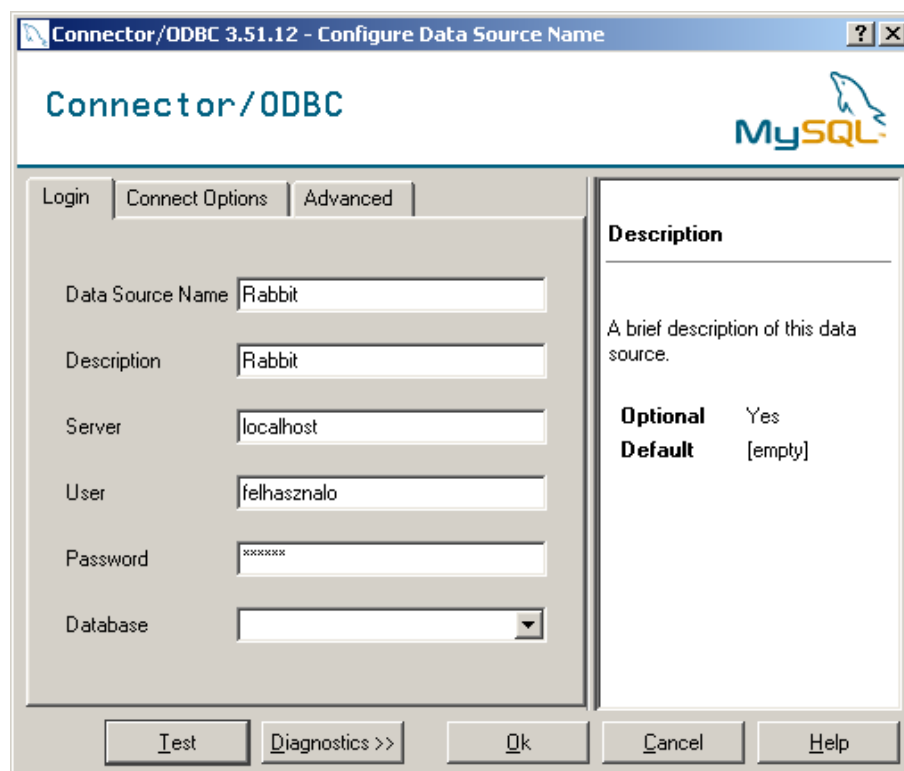 Connector/ODBC 3.51.12 - Configure Data Source Name
Connector/ODBC
MySQL
Login Connect Options Advanced
Data Source Name Rabbit
Description Rabbit
Server localhost
User felhasznalo
Password ******
Database
Description
A brief description of this data
source.
Optional Yes
Default [empty]
Test Diagnostics >> Ok Cancel Help